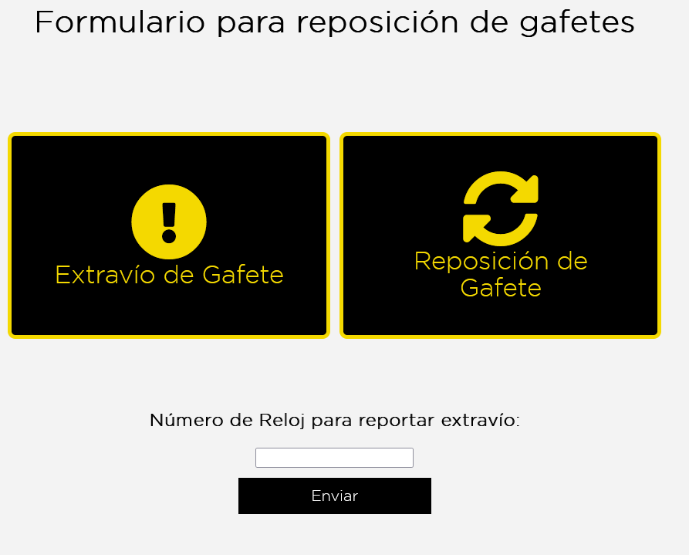 Formulario para reposición de gafetes
Extravío de Gafete
Reposición de
Gafete
Número de Reloj para reportar extravío:
Enviar